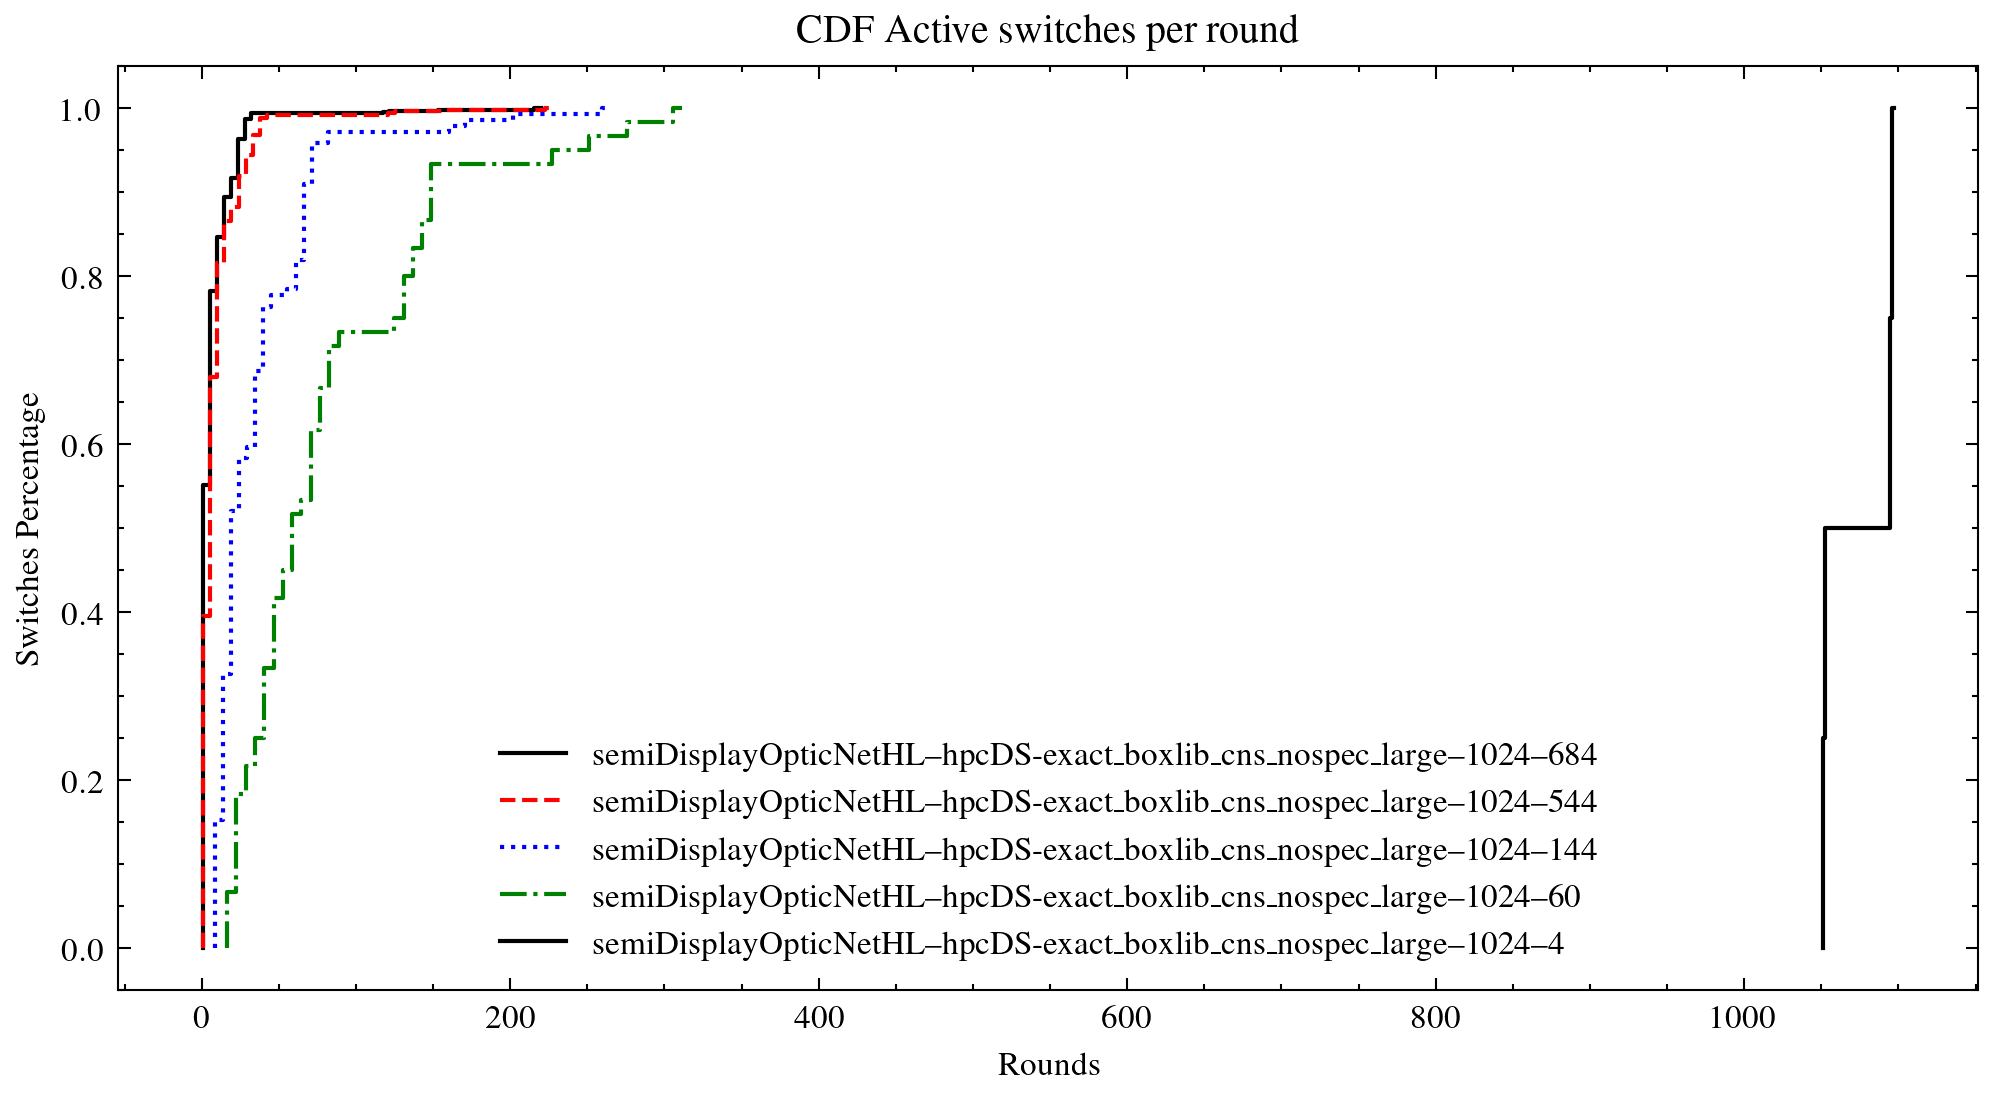 CDF Active switches per round
1.0
0.8
0.6
0.4
0.2
0.0
Switches Percentage
semiDisplayOpticNetHL–hpcDS-exact_boxlib_cns_nospec_large–1024–684
semiDisplayOpticNetHL–hpcDS-exact_boxlib_cns_nospec_large–1024–544
semiDisplayOpticNetHL–hpcDS-exact_boxlib_cns_nospec_large–1024–144
semiDisplayOpticNetHL–hpcDS-exact_boxlib_cns_nospec_large–1024–60
semiDisplayOpticNetHL–hpcDS-exact_boxlib_cns_nospec_large–1024–4
0 200 400 600 800 1000
Rounds